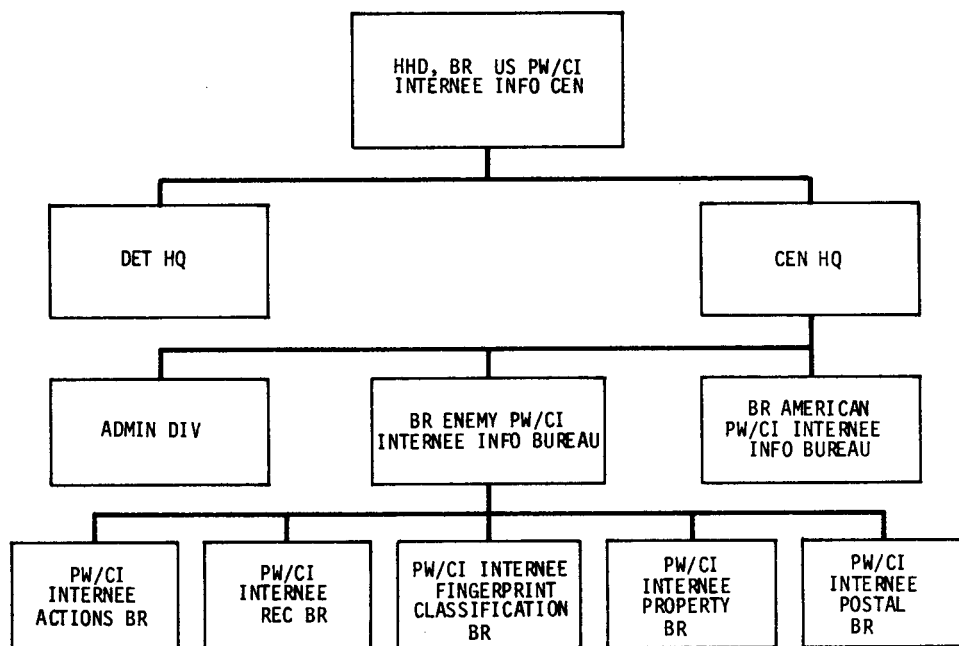 HHD, BR US PW/CI
INTERNEE INFO CEN
DET HQ
CEN HQ
ADMIN DIV
BR ENEMY PW/CI
INTERNEE INFO BUREAU
BR AMERICAN
PW/CI INTERNEE
INFO BUREAU
PW/CI
INTERNEE
ACTIONS BR
PW/CI
INTERNEE
REC BR
PW/CI INTERNEE
FINGERPRINT
CLASSIFICATION
BR
PW/CI
INTERNEE
PROPERTY
BR
PW/CI
INTERNEE
POSTAL
BR